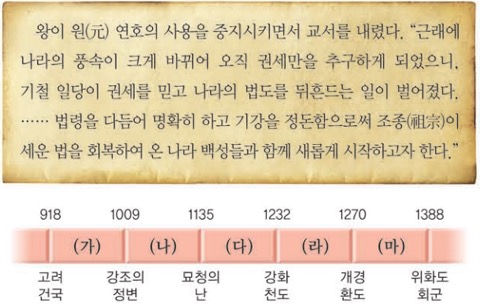 왕이 원(元) 연호의 사용을 중지시키면서 교서를 내렸다. “근래에
나라의 풍속이 크게 바뀌어 오직 권세만을 추구하게 되었으니,
기철 일당이 권세를 믿고 나라의 법도를 뒤흔드는 일이 벌어졌다.
…… 법령을 다듬어 명확히 하고 기강을 정돈함으로써 조종(祖宗)이
세운 법을 회복하여 온 나라 백성들과 함께 새롭게 시작하고자 한다.”
918 1009 1135 1232 1270 1388
(가) (나) (다) (라) (마)
고려 강조의 묘청의 강화 개경 위화도
건국 정변 난 천도 환도 회군